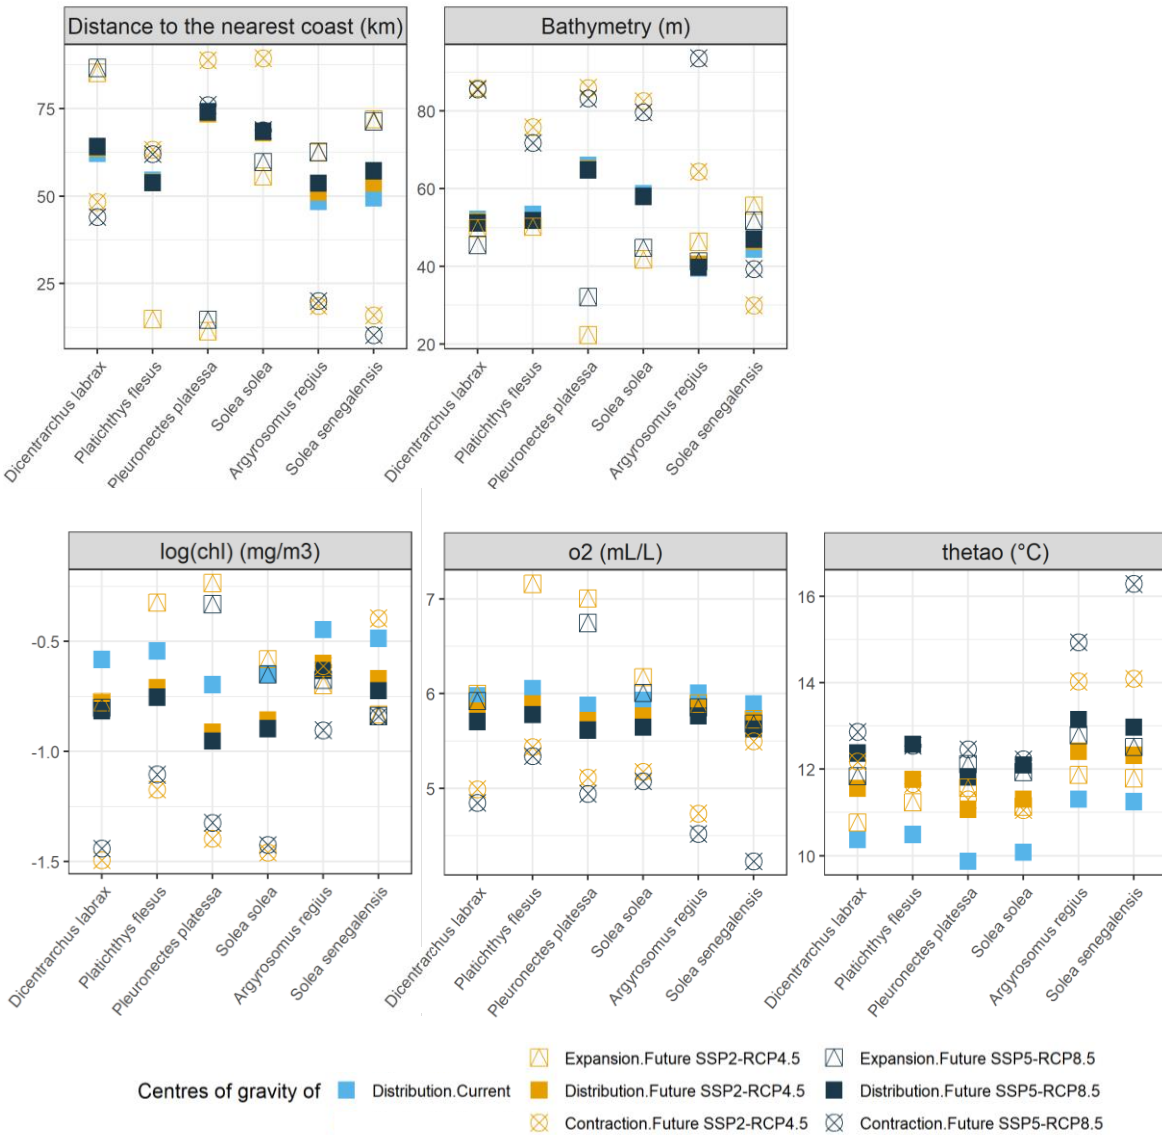 Distance to the nearest coast (km)
Bathymetry (m)
75
50
25
80
60
40
20
Dicentrarchus labrax
Platichthys flesus
Pleuronectes platessa
Solea solea
Argyrosomus regius
Solea senegalensis
Dicentrarchus labrax
Platichthys flesus
Pleuronectes platessa
Solea solea
Argyrosomus regius
Solea senegalensis
log(chl) (mg/m3)
o2 (mL/L)
thetao (°C)
-0.5
-1.0
-1.5
7
6
5
16
14
12
10
Dicentrarchus labrax
Platichthys flesus
Pleuronectes platessa
Solea solea
Argyrosomus regius
Solea senegalensis
Dicentrarchus labrax
Platichthys flesus
Pleuronectes platessa
Solea solea
Argyrosomus regius
Solea senegalensis
Dicentrarchus labrax
Platichthys flesus
Pleuronectes platessa
Solea solea
Argyrosomus regius
Solea senegalensis
Centres of gravity of
Distribution.Current
Expansion.Future SSP2-RCP4.5
Distribution.Future SSP2-RCP4.5
Contraction.Future SSP2-RCP4.5
Expansion.Future SSP5-RCP8.5
Distribution.Future SSP5-RCP8.5
Contraction.Future SSP5-RCP8.5